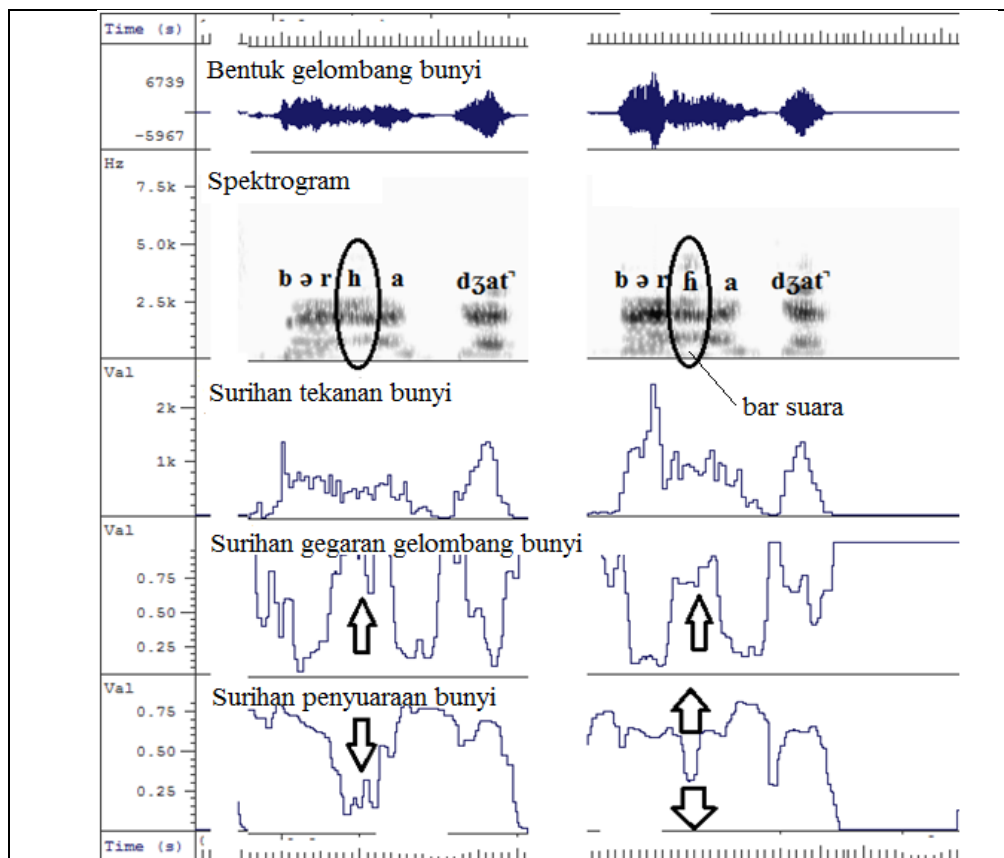 Time (s)
Bentuk gelombang bunyi
6739
-5967
Hz
Spektrogram
7.5k
5.0k
b ə r h a dʒat̚
b ə r ɦ a dʒat̚
2.5k
Val
Surihan tekanan bunyi
bar suara
2k
1k
Val
Surihan gegaran gelombang bunyi
0.75
0.50
0.25
Val
Surihan penyuaraan bunyi
0.75
0.50
0.25
Time (s)